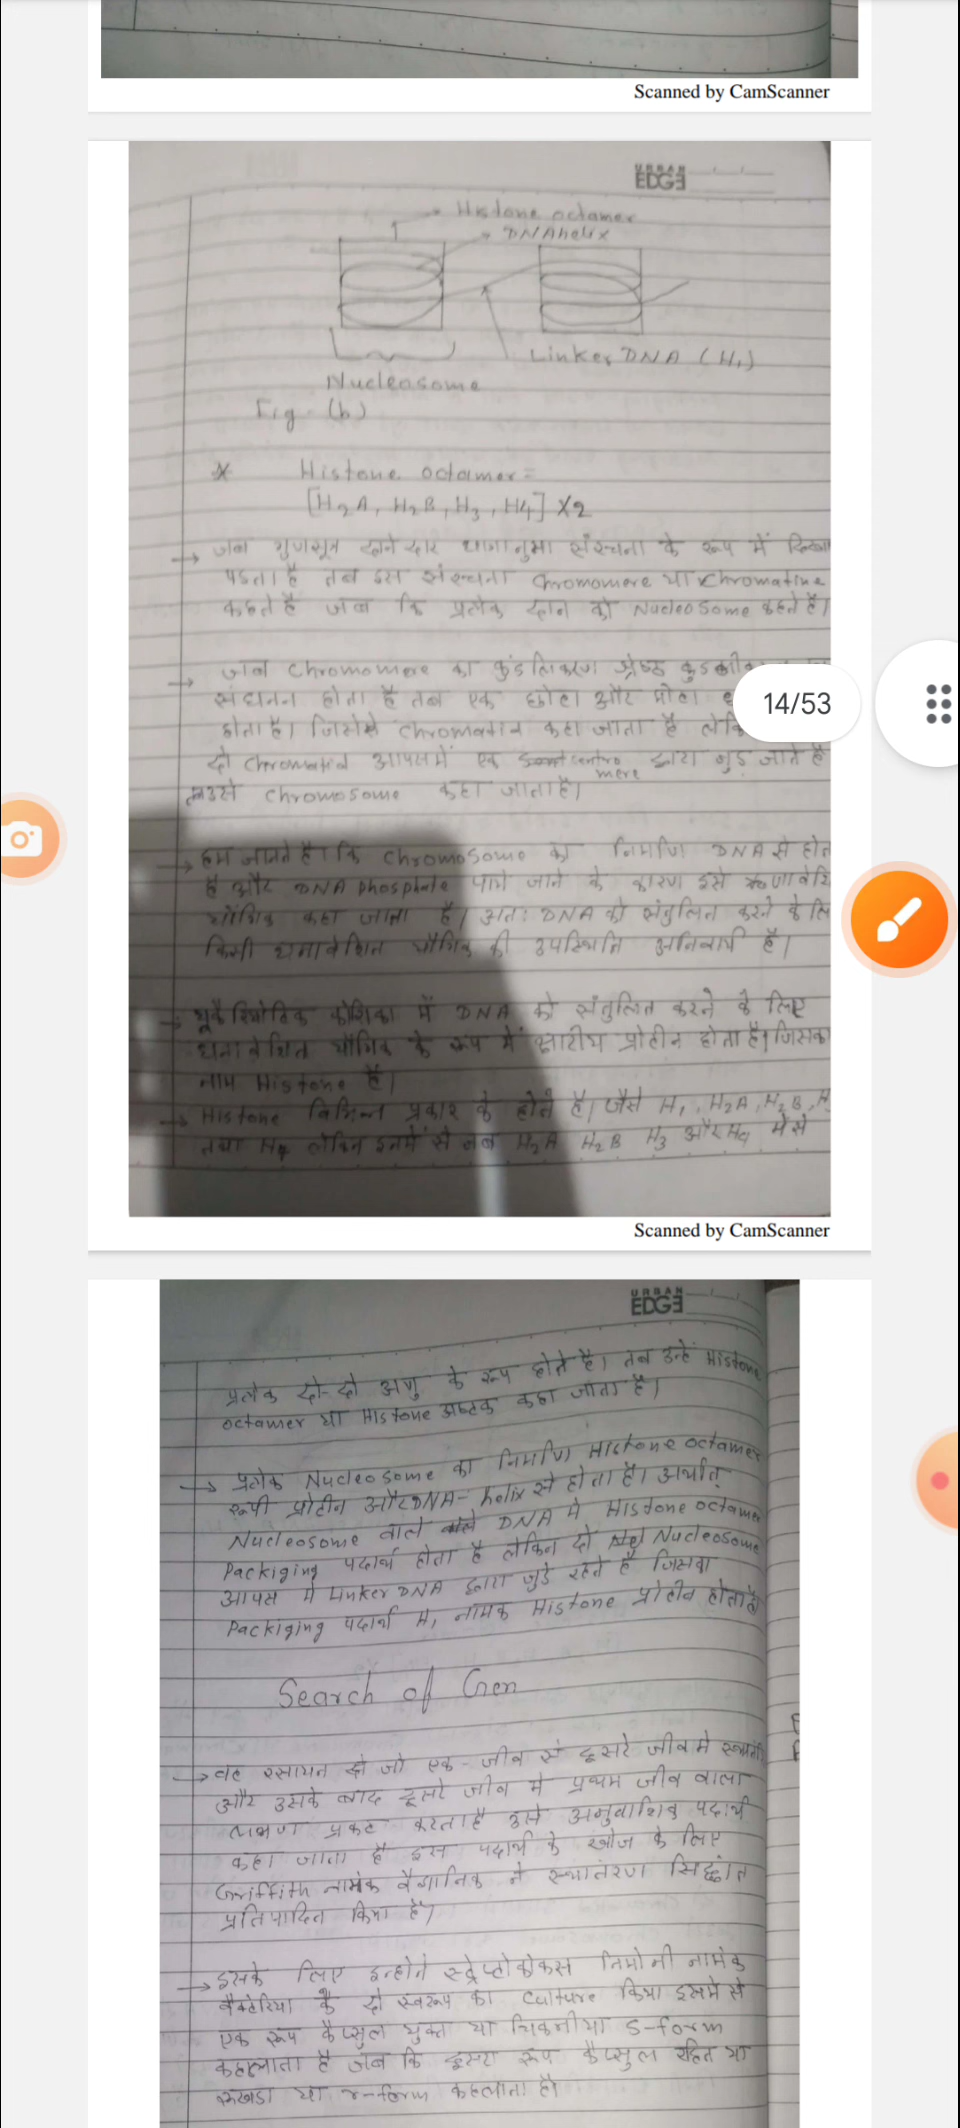 Scanned by CamScanner
URBAN
EDGE
Histone octamer
DNA helix
Linker DNA (H1)
Nucleasome
Fig - (b)
* Histone octamer =
[H2A, H2B, H3, H4] X2
→ जब गुणसूत्र दाने दार धागानुमा संरचना के रूप में दिखा
पडता है तब इस संरचना Chromomere या Chromatine
कहते है जब कि प्रत्येक दाने को Nucleosome कहते है।
→ जब Chromomere का कुंडलिकरण श्रेष्ठ
संघनन होता है तब एक छोटा और मोटा
होता है। जिसे Chromatid कहा जाता है
14/53
दो Chromatid आपसमें एक centromere द्वारा जुड़ जाते है
उसे Chromosome कहा जाता है।
→ हम जानते है। कि Chromosome का निर्माण DNA से होत
है और DNA phosphate पाये जाने के कारण इसे
यौगिक कहा जाता है। अतः DNA को संतुलित करने के लि
किसी धनावेशित यौगिक की उपस्थिति अनिवार्य है।
→ यूकैरियोटिक कोशिका में DNA को संतुलित करने के लिए
धनावेशित यौगिक के रूप में क्षारीय प्रोटीन होता है। जिसका
नाम Histone है।
→ Histone विभिन्न प्रकार के होते है। जैसे H1, H2A, H2B, H
तथा H4 लेकिन इनमें से जब H2A H2B H3 और H4 मेंसे
Scanned by CamScanner
URBAN
EDGE
प्रत्येक दो-दो अणु के रूप होते है। तब उन्हे Histone
octamer या Histone अष्टक कहा जाता है।
→ प्रत्येक Nucleosome का निर्माण Histone octamer
रूपी प्रोटीन और DNA- helix से होता है। अर्थात्
Nucleosome वाले DNA मे Histone octamer
Packiging पदार्थ होता है लेकिन दो Nucleosome
आपस मे Linker DNA द्वारा जुड़े रहते है जिसका
Packiging पदार्थ H1 नामक Histone प्रोटीन होता है।
Search of Gen
→ वह रसायन जो एक-जीव से दूसरे जीव मे
और उसके बाद दूसरे जीव मे प्रथम जीव वाला
लक्षण प्रकट करता है उसे अनुवांशिक पदार्थ
कहा जाता है इस पदार्थ के खोज के लिए
Griffith नामक वैज्ञानिक ने सिद्धांत
प्रतिपादित किया है।
→ इसके लिए इन्होने स्ट्रेप्टोकोकस निमोनी नामक
बैक्टेरिया के दो स्वरूप का Culture किया इसमे से
एक रूप कैप्सुल युक्त या चिकनी या S-form
कहलाता है जब कि दूसरा रूप कैप्सुल रहित या
रूखडा या r-form कहलाता है।